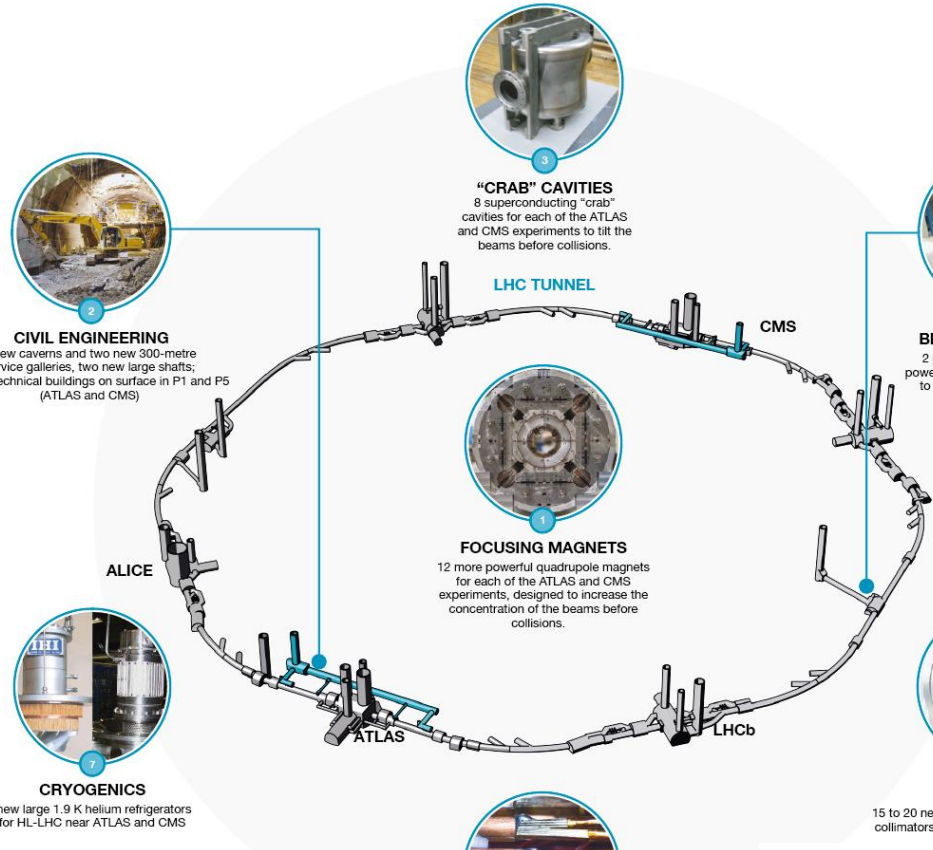 3
“CRAB” CAVITIES
8 superconducting “crab”
cavities for each of the ATLAS
and CMS experiments to tilt the
beams before collisions.
LHC TUNNEL
2
CIVIL ENGINEERING
caverns and two new 300-metre
galleries, two new large shafts;
technical buildings on surface in P1 and P5
(ATLAS and CMS)
CMS
2
to
1
FOCUSING MAGNETS
12 more powerful quadrupole magnets
for each of the ATLAS and CMS
experiments, designed to increase the
concentration of the beams before
collisions.
ALICE
IHI
ATLAS
LHCb
7
CRYOGENICS
new large 1.9 K helium refrigerators
for HL-LHC near ATLAS and CMS
15 to 20
collimators